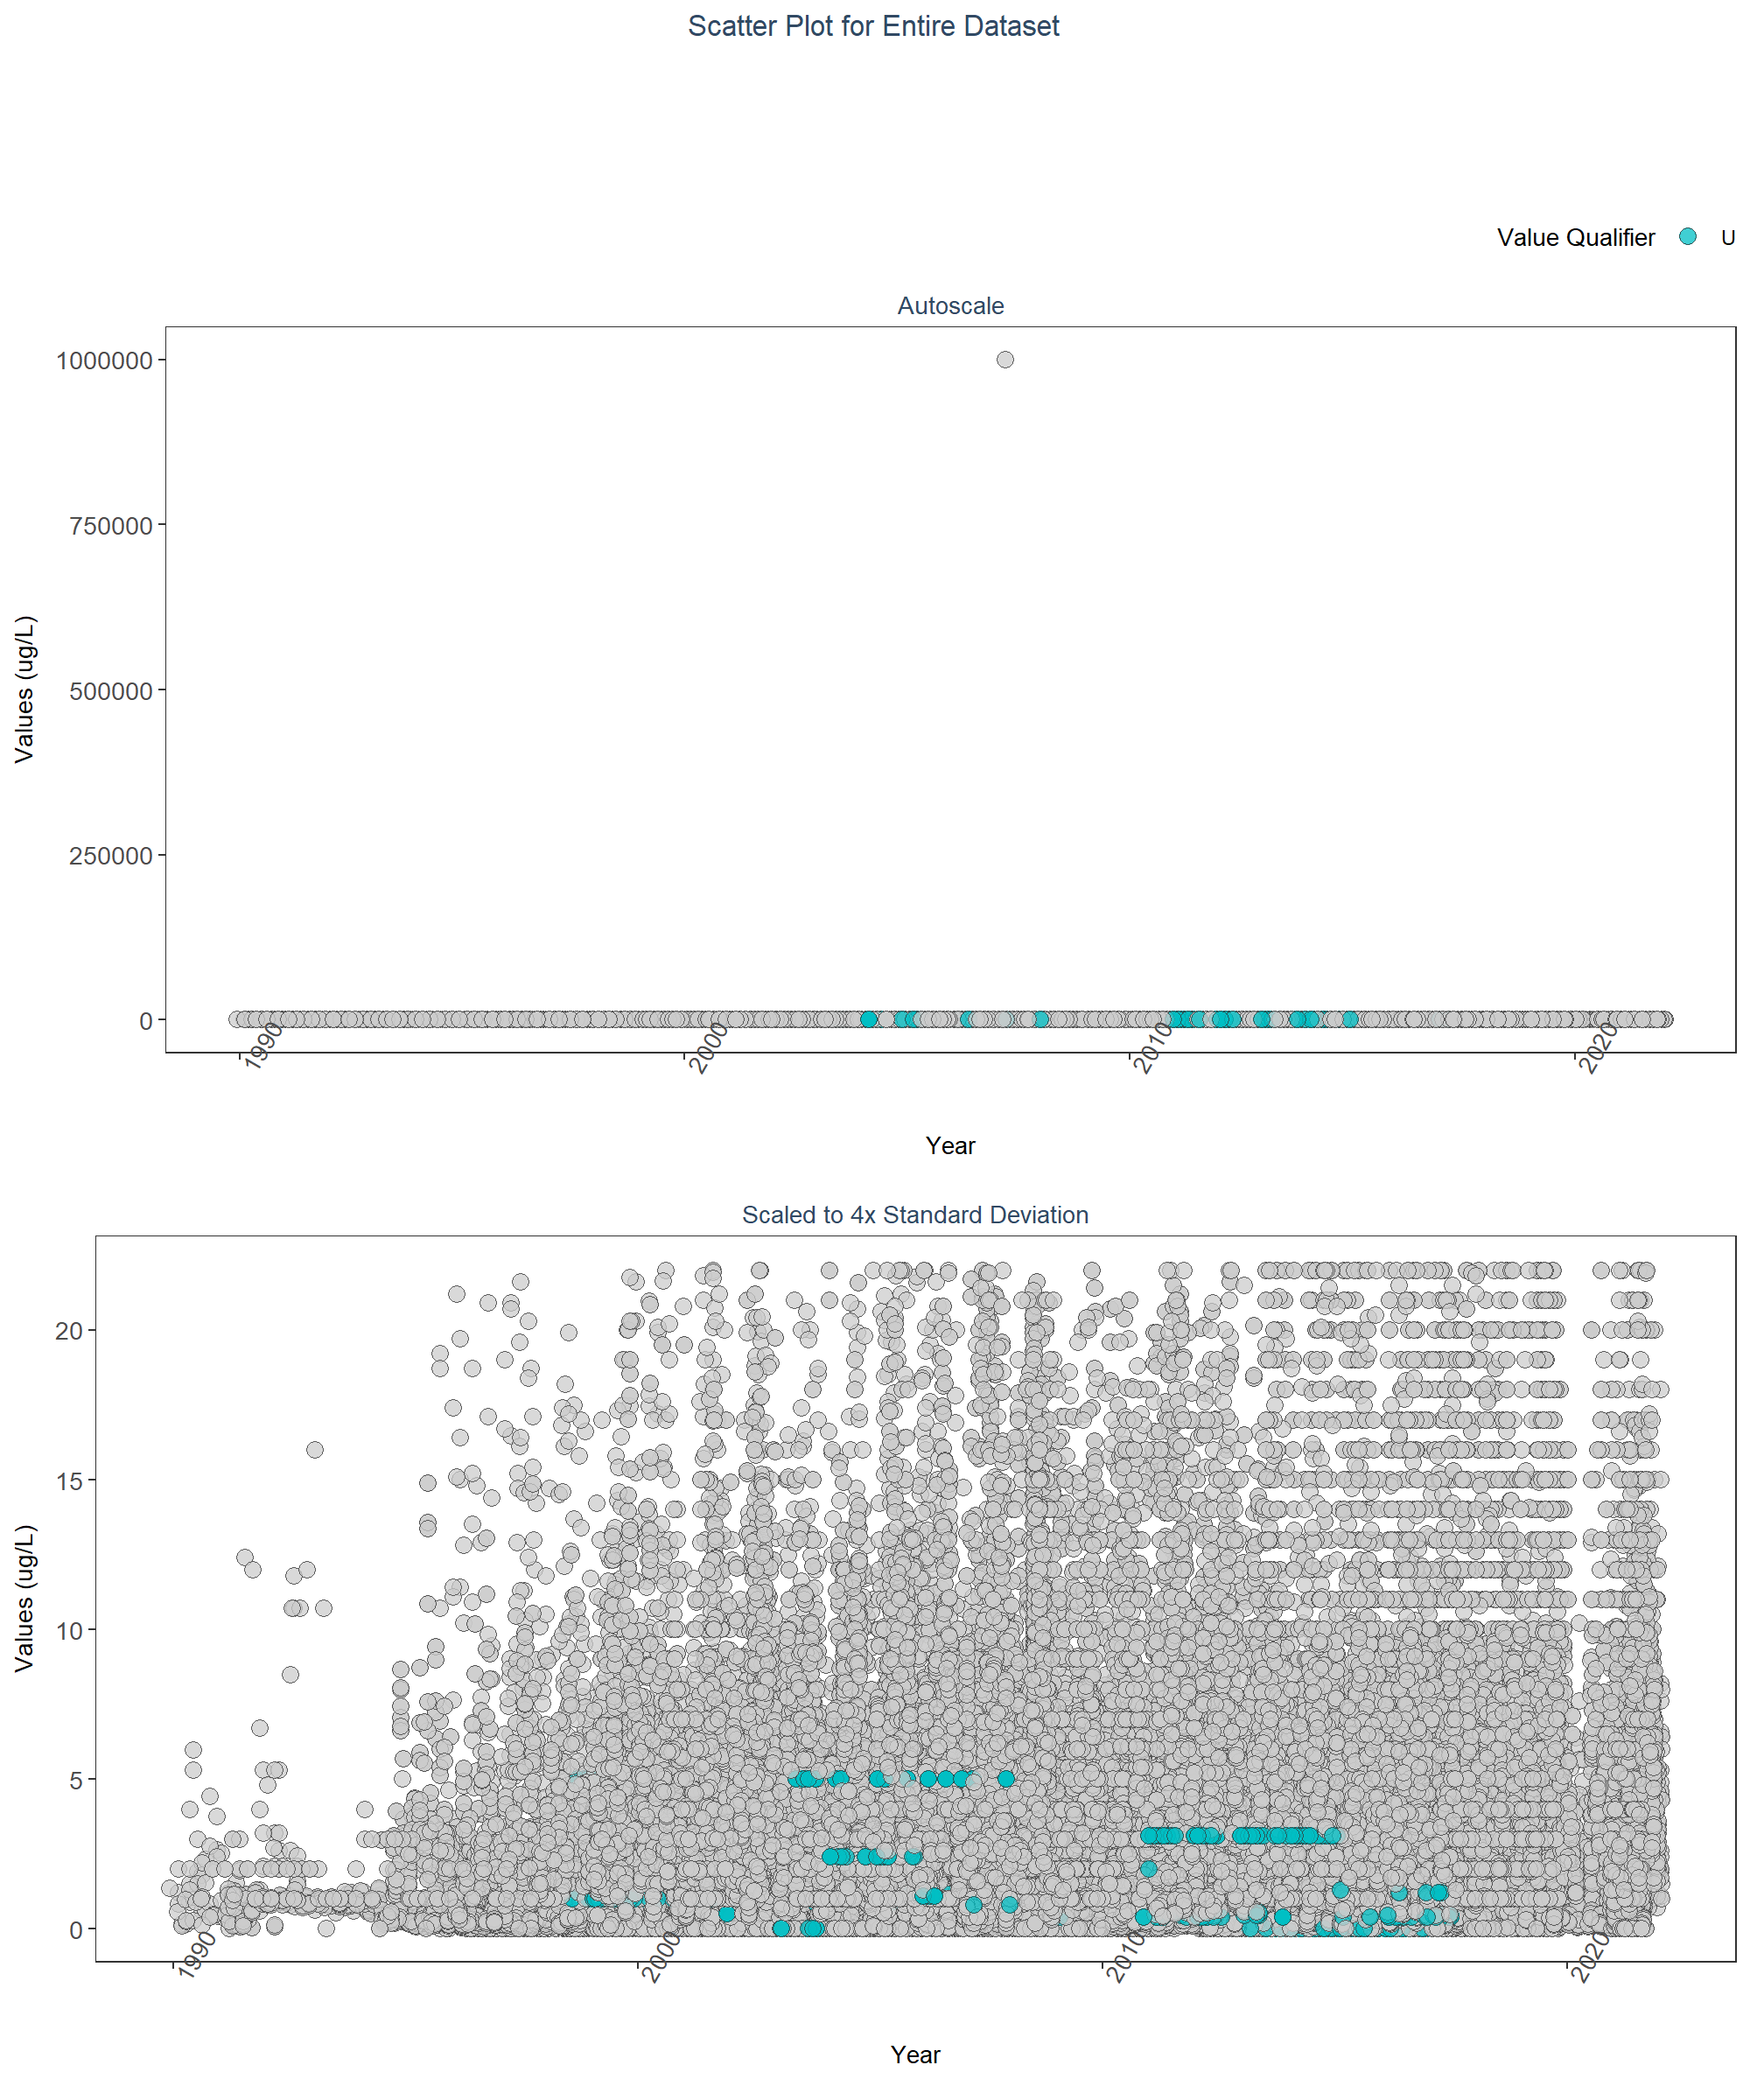 Scatter Plot for Entire Dataset
Value Qualifier U
Autoscale
1000000
750000
500000
250000
0
Values (ug/L)
1990 2000 2010 2020
Year
Scaled to 4x Standard Deviation
20
15
10
5
0
Values (ug/L)
1990 2000 2010 2020
Year